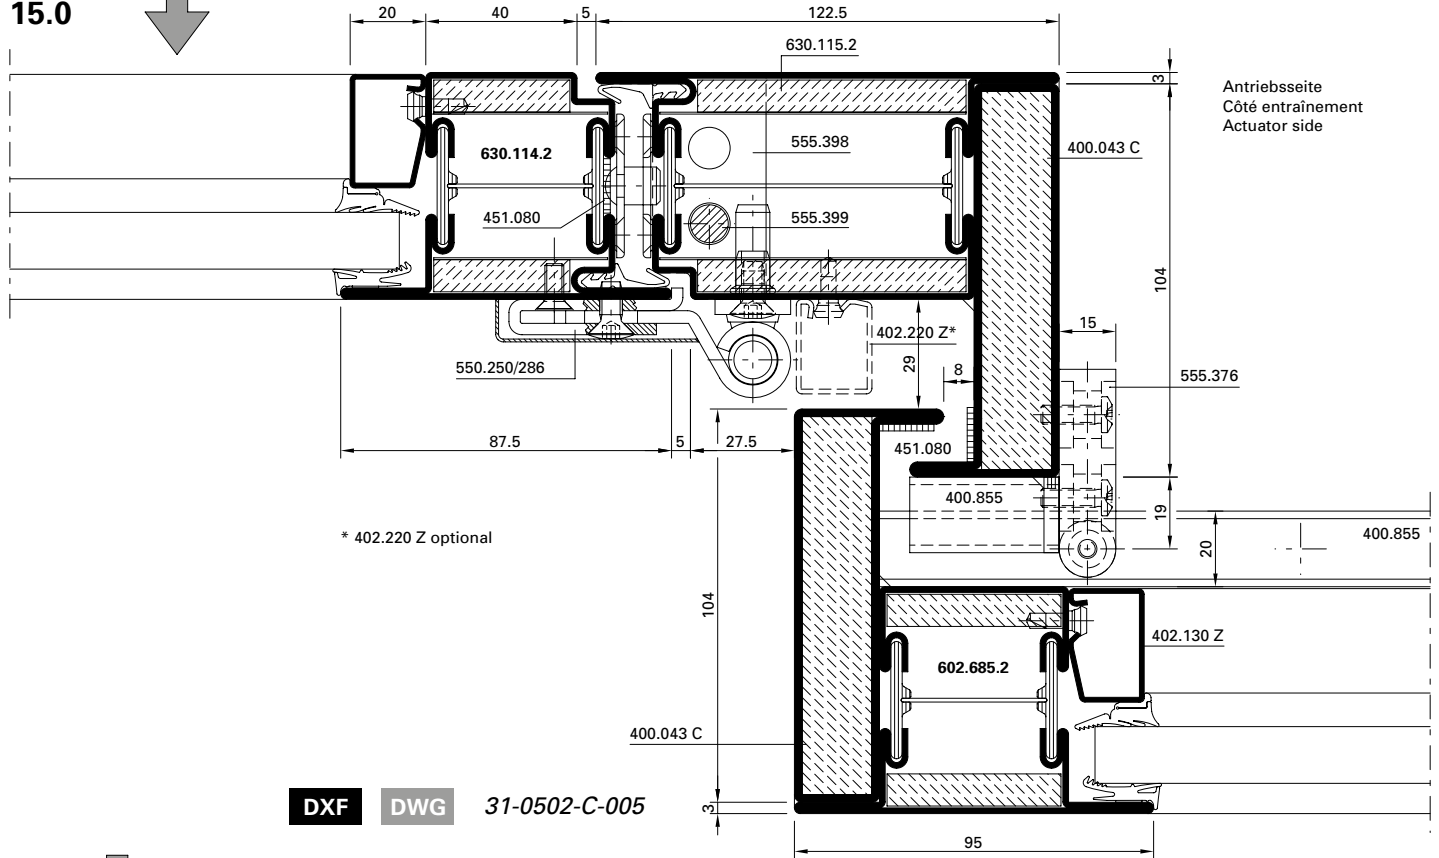 15.0
20
40
5
122.5
630.115.2
3
Antriebsseite
Côté entraînement
Actuator side
630.114.2
555.398
400.043 C
451.080
555.399
104
15
402.220 Z*
550.250/286
29
8
555.376
87.5
5
27.5
451.080
400.855
19
* 402.220 Z optional
20
400.855
104
402.130 Z
602.685.2
400.043 C
DXF
DWG
31-0502-C-005
3
95